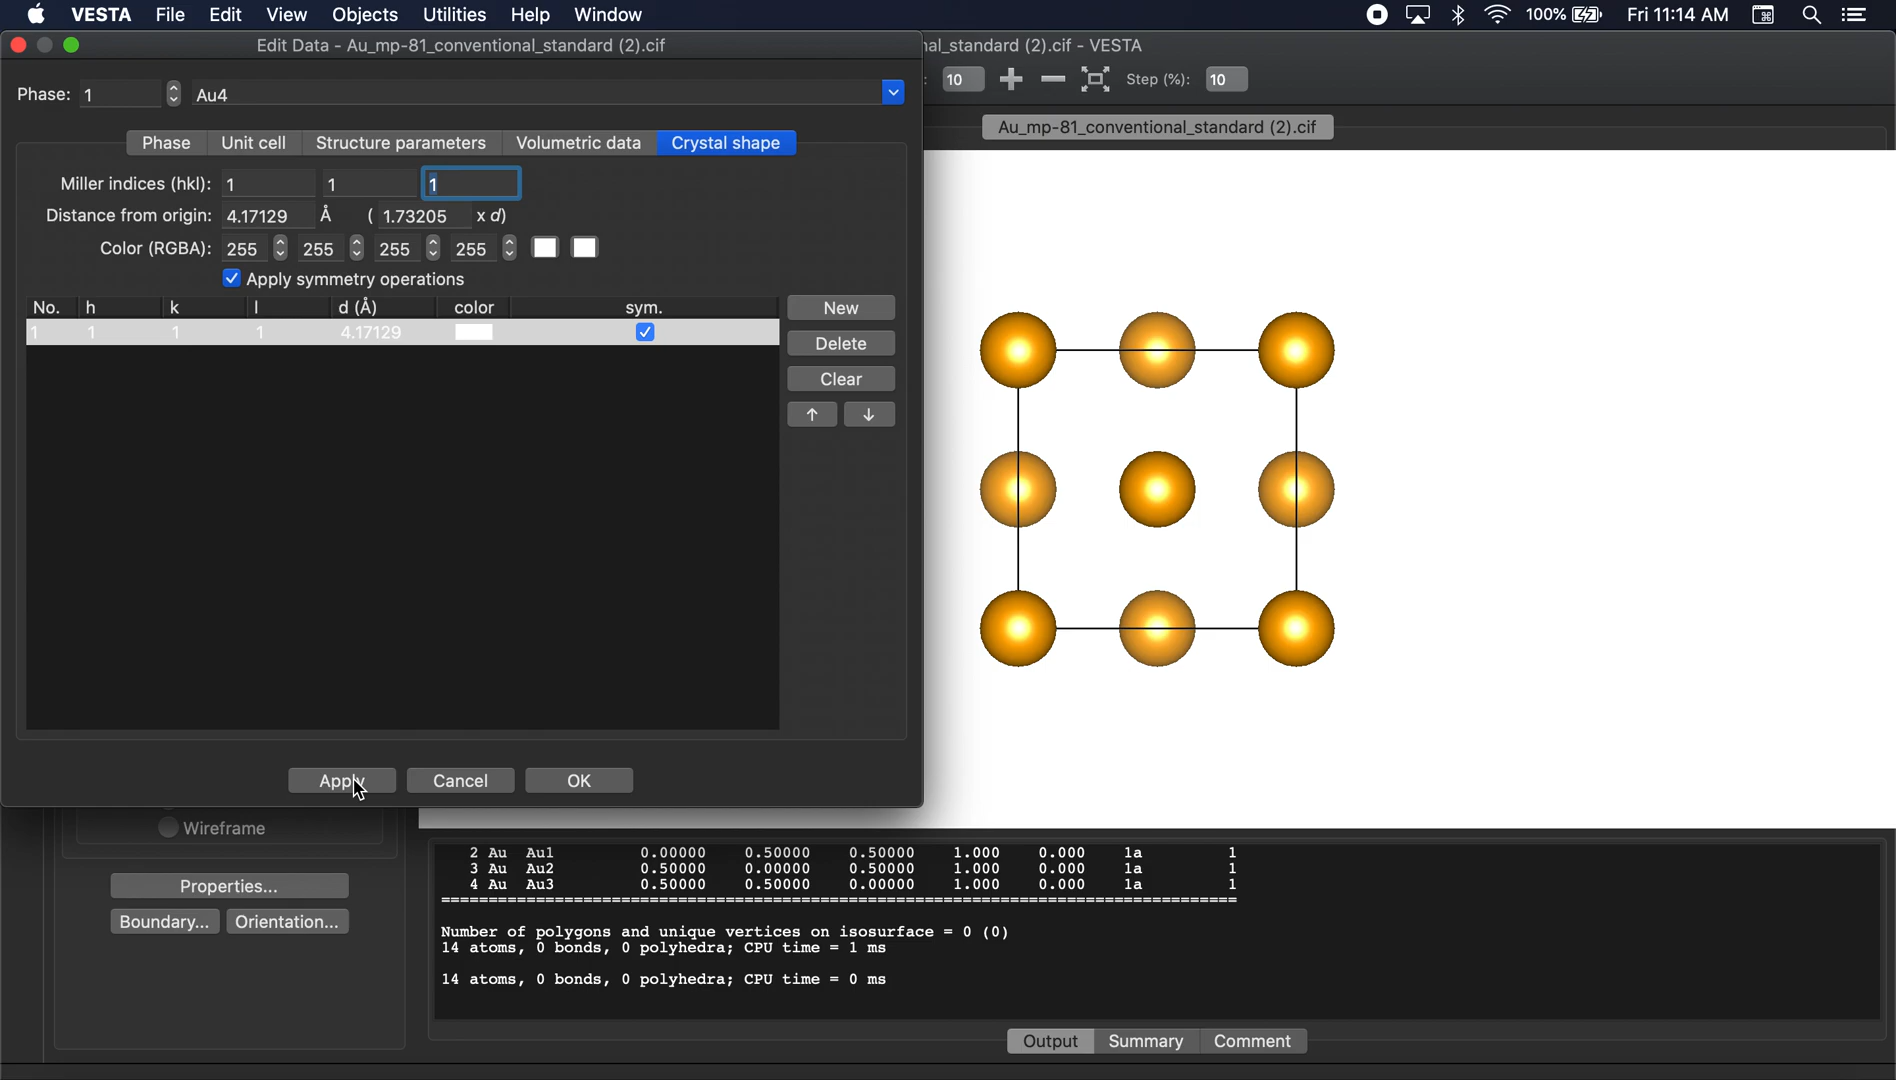 VESTA File Edit View Objects Utilities Help Window 100% Fri 11:14 AM
Edit Data - Au_mp-81_conventional_standard (2).cif
nal_standard (2).cif - VESTA
: 10 Step (%): 10
Phase: 1 Au4
Au_mp-81_conventional_standard (2).cif
Phase Unit cell Structure parameters Volumetric data Crystal shape
Miller indices (hkl): 1 1 1
Distance from origin: 4.17129 Å ( 1.73205 x d)
Color (RGBA): 255 255 255 255
Apply symmetry operations
No. h k l d (Å) color sym.
1 1 1 1 4.17129
New
Delete
Clear
↑ ↓
Apply Cancel OK
Wireframe
Properties...
Boundary... Orientation...
2 Au Au1 0.00000 0.50000 0.50000 1.000 0.000 1a 1
3 Au Au2 0.50000 0.00000 0.50000 1.000 0.000 1a 1
4 Au Au3 0.50000 0.50000 0.00000 1.000 0.000 1a 1
Number of polygons and unique vertices on isosurface = 0 (0)
14 atoms, 0 bonds, 0 polyhedra; CPU time = 1 ms
14 atoms, 0 bonds, 0 polyhedra; CPU time = 0 ms
Output Summary Comment